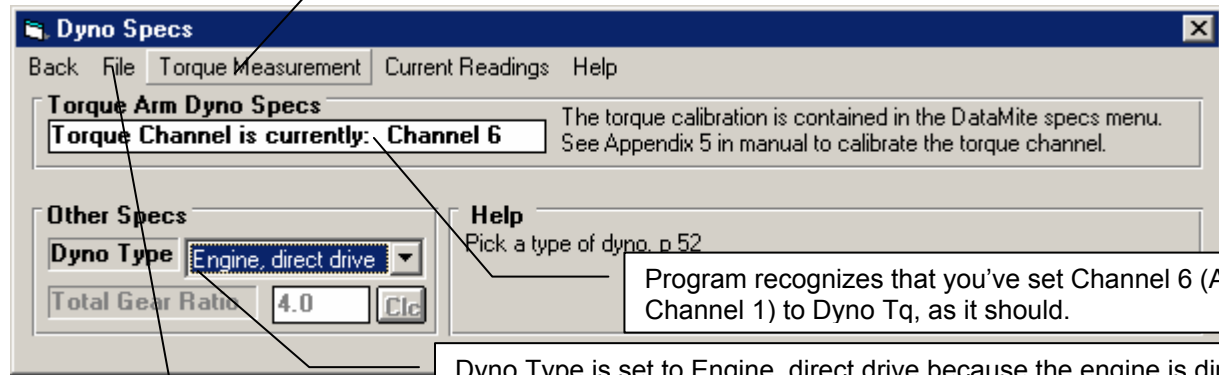 Dyno Specs
Back File Torque Measurement Current Readings Help
Torque Arm Dyno Specs
Torque Channel is currently: Channel 6
The torque calibration is contained in the DataMite specs menu.
See Appendix 5 in manual to calibrate the torque channel.
Other Specs
Dyno Type Engine, direct drive
Total Gear Ratio 4.0 Clc
Help
Pick a type of dyno. p 52
Program recognizes that you've set Channel 6 (A
Channel 1) to Dyno Tq, as it should.
Dyno Type is set to Engine, direct drive because the engine is dir